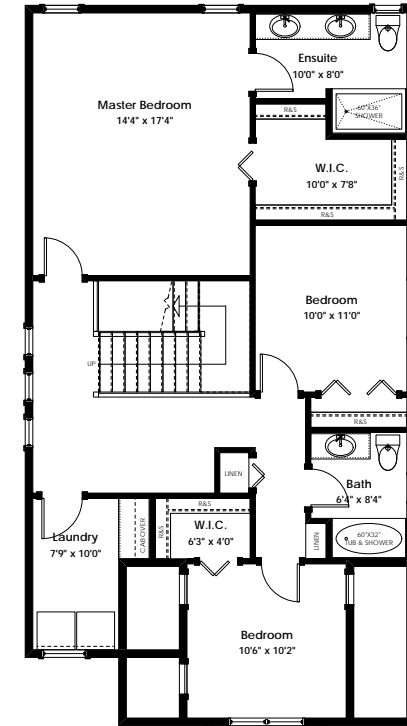 Ensuite
10'0" x 8'0"
Master Bedroom
14'4" x 17'4"
R&S
60"X36"
SHOWER
W.I.C.
10'0" x 7'8"
R&S
R&S
Bedroom
10'0" x 11'0"
UP
R&S
LINEN
Bath
6'4" x 8'4"
R&S
W.I.C.
6'3" x 4'0"
R&S
CABOVER
Laundry
7'9" x 10'0"
LINEN
60"X32"
TUB & SHOWER
Bedroom
10'6" x 10'2"